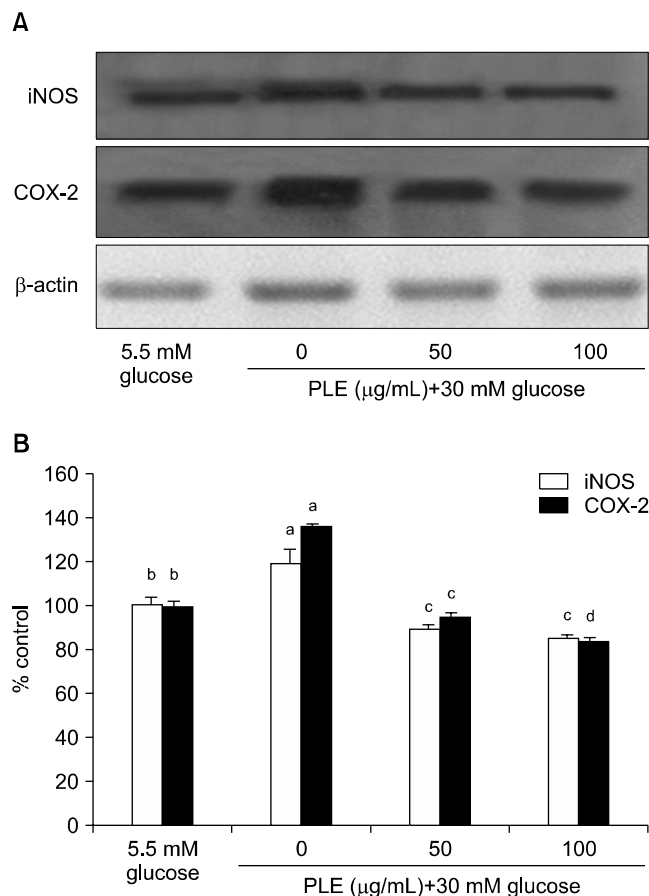 A
iNOS
COX-2
β-actin
5.5 mM
glucose
0 50 100
PLE (μg/mL)+30 mM glucose
B
160
140
120
100
80
60
40
20
0
% control
iNOS
COX-2
b b
a a
c c
c d
5.5 mM
glucose
0 50 100
PLE (μg/mL)+30 mM glucose